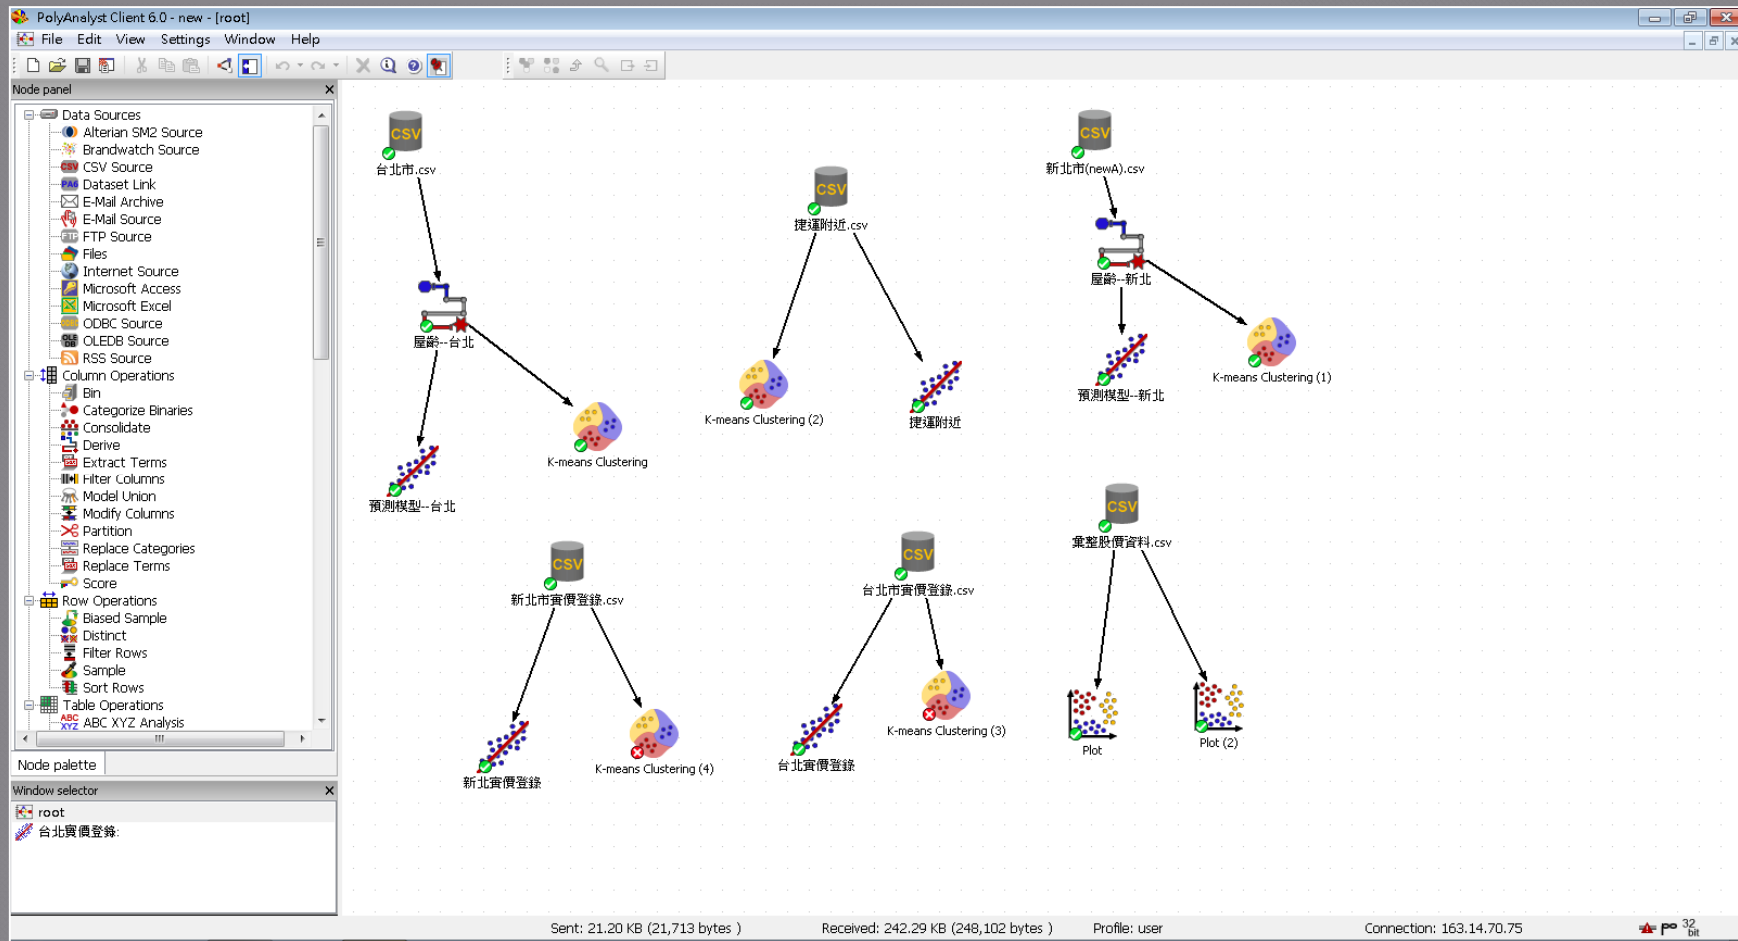 PolyAnalyst Client 6.0 - new - [root]
File Edit View Settings Window Help
Node panel
Data Sources
Alterian SM2 Source
Brandwatch Source
CSV Source
Dataset Link
E-Mail Archive
E-Mail Source
FTP Source
Files
Internet Source
Microsoft Access
Microsoft Excel
ODBC Source
OLEDB Source
RSS Source
Column Operations
Bin
Categorize Binaries
Consolidate
Derive
Extract Terms
Filter Columns
Model Union
Modify Columns
Partition
Replace Categories
Replace Terms
Score
Row Operations
Biased Sample
Distinct
Filter Rows
Sample
Sort Rows
Table Operations
ABC XYZ Analysis
Node palette
Window selector
root
台北實價登錄:
CSV
台北市.csv
屋齡--台北
預測模型--台北
K-means Clustering
CSV
捷運附近.csv
K-means Clustering (2)
捷運附近
CSV
新北市(newA).csv
屋齡--新北
預測模型--新北
K-means Clustering (1)
CSV
新北市實價登錄.csv
新北實價登錄
K-means Clustering (4)
CSV
台北市實價登錄.csv
台北實價登錄
K-means Clustering (3)
CSV
彙整股價資料.csv
Plot
Plot (2)
Sent: 21.20 KB (21,713 bytes ) Received: 242.29 KB (248,102 bytes ) Profile: user Connection: 163.14.70.75 32 bit